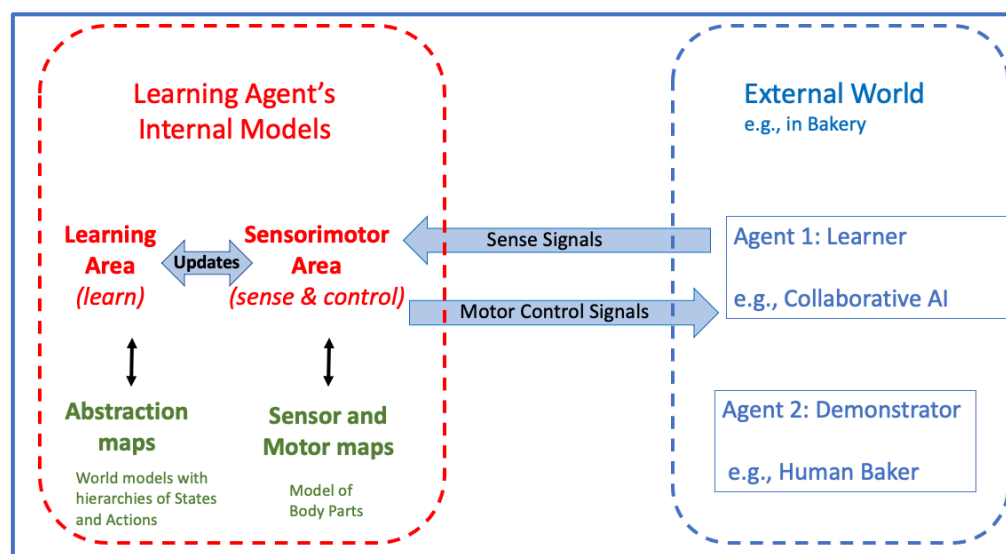 Learning Agent's
Internal Models
External World
e.g., in Bakery
Learning
Area
(learn)
Updates
Sensorimotor
Area
(sense & control)
Sense Signals
Motor Control Signals
Agent 1: Learner
e.g., Collaborative AI
Abstraction
maps
World models with
hierarchies of States
and Actions
Sensor and
Motor maps
Model of
Body Parts
Agent 2: Demonstrator
e.g., Human Baker